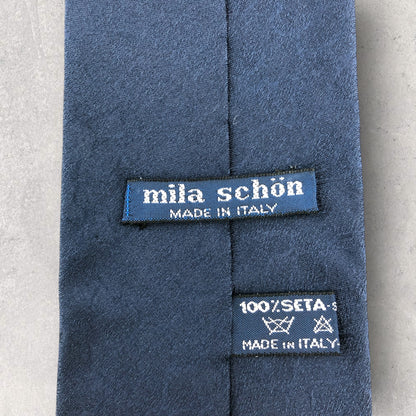 mila schön
MADE IN ITALY
100%SETA-S
MADE IN ITALY-